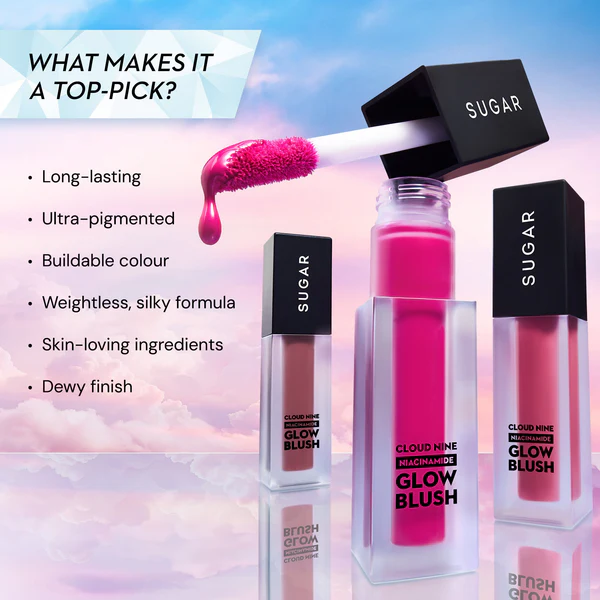 WHAT MAKES IT
A TOP-PICK?
• Long-lasting
• Ultra-pigmented
• Buildable colour
• Weightless, silky formula
• Skin-loving ingredients
• Dewy finish
SUGAR
SUGAR
SUGAR
CLOUD NINE
NIACINAMIDE
GLOW
BLUSH
CLOUD NINE
NIACINAMIDE
GLOW
BLUSH
CLOUD NINE
NIACINAMIDE
GLOW
BLUSH